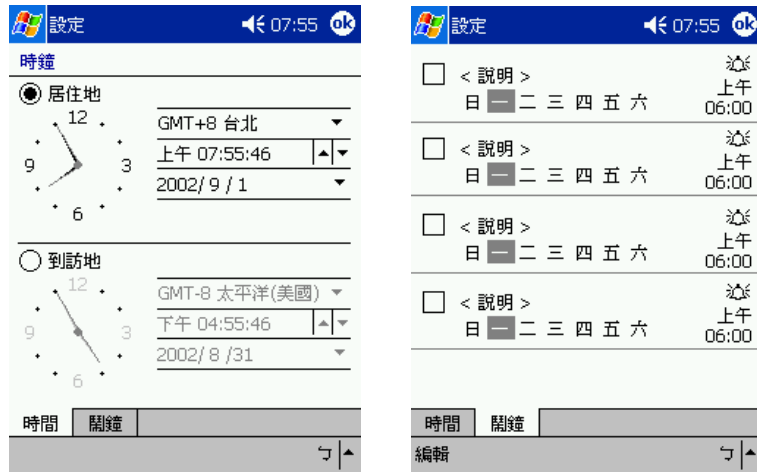 設定 07:55 ok
時鐘
居住地
12
9 3
6
GMT+8 台北
上午 07:55:46
2002/ 9 / 1
到訪地
12
9 3
6
GMT-8 太平洋(美國)
下午 04:55:46
2002/ 8 /31
時間 鬧鐘
ㄅ
設定 07:55 ok
< 說明 >
日 一 二 三 四 五 六
上午
06:00
< 說明 >
日 一 二 三 四 五 六
上午
06:00
< 說明 >
日 一 二 三 四 五 六
上午
06:00
< 說明 >
日 一 二 三 四 五 六
上午
06:00
時間 鬧鐘
編輯 ㄅ